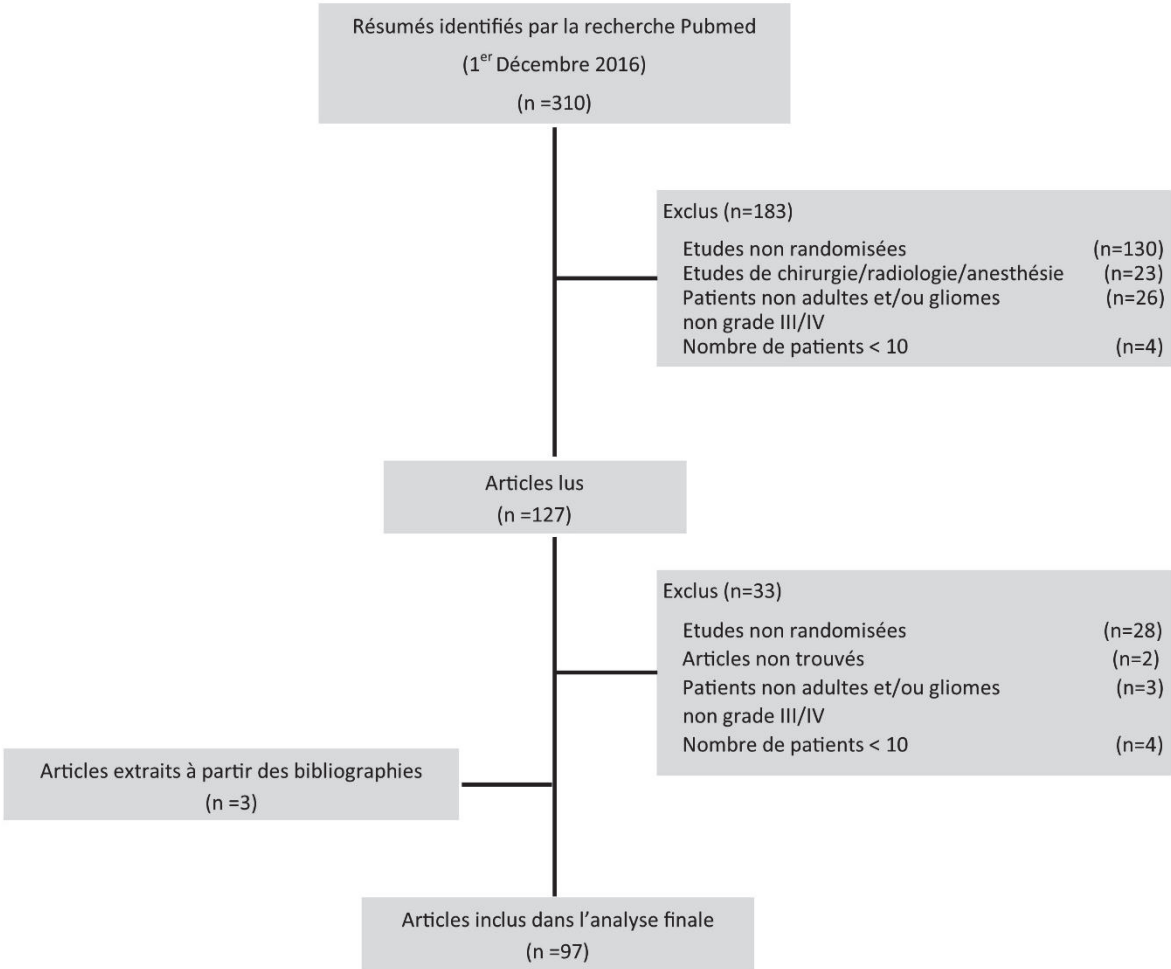 Résumés identifiés par la recherche Pubmed
(1er Décembre 2016)
(n =310)
Exclus (n=183)
Etudes non randomisées (n=130)
Etudes de chirurgie/radiologie/anesthésie (n=23)
Patients non adultes et/ou gliomes (n=26)
non grade III/IV
Nombre de patients < 10 (n=4)
Articles lus
(n =127)
Exclus (n=33)
Etudes non randomisées (n=28)
Articles non trouvés (n=2)
Patients non adultes et/ou gliomes (n=3)
non grade III/IV
Nombre de patients < 10 (n=4)
Articles extraits à partir des bibliographies
(n =3)
Articles inclus dans l'analyse finale
(n =97)